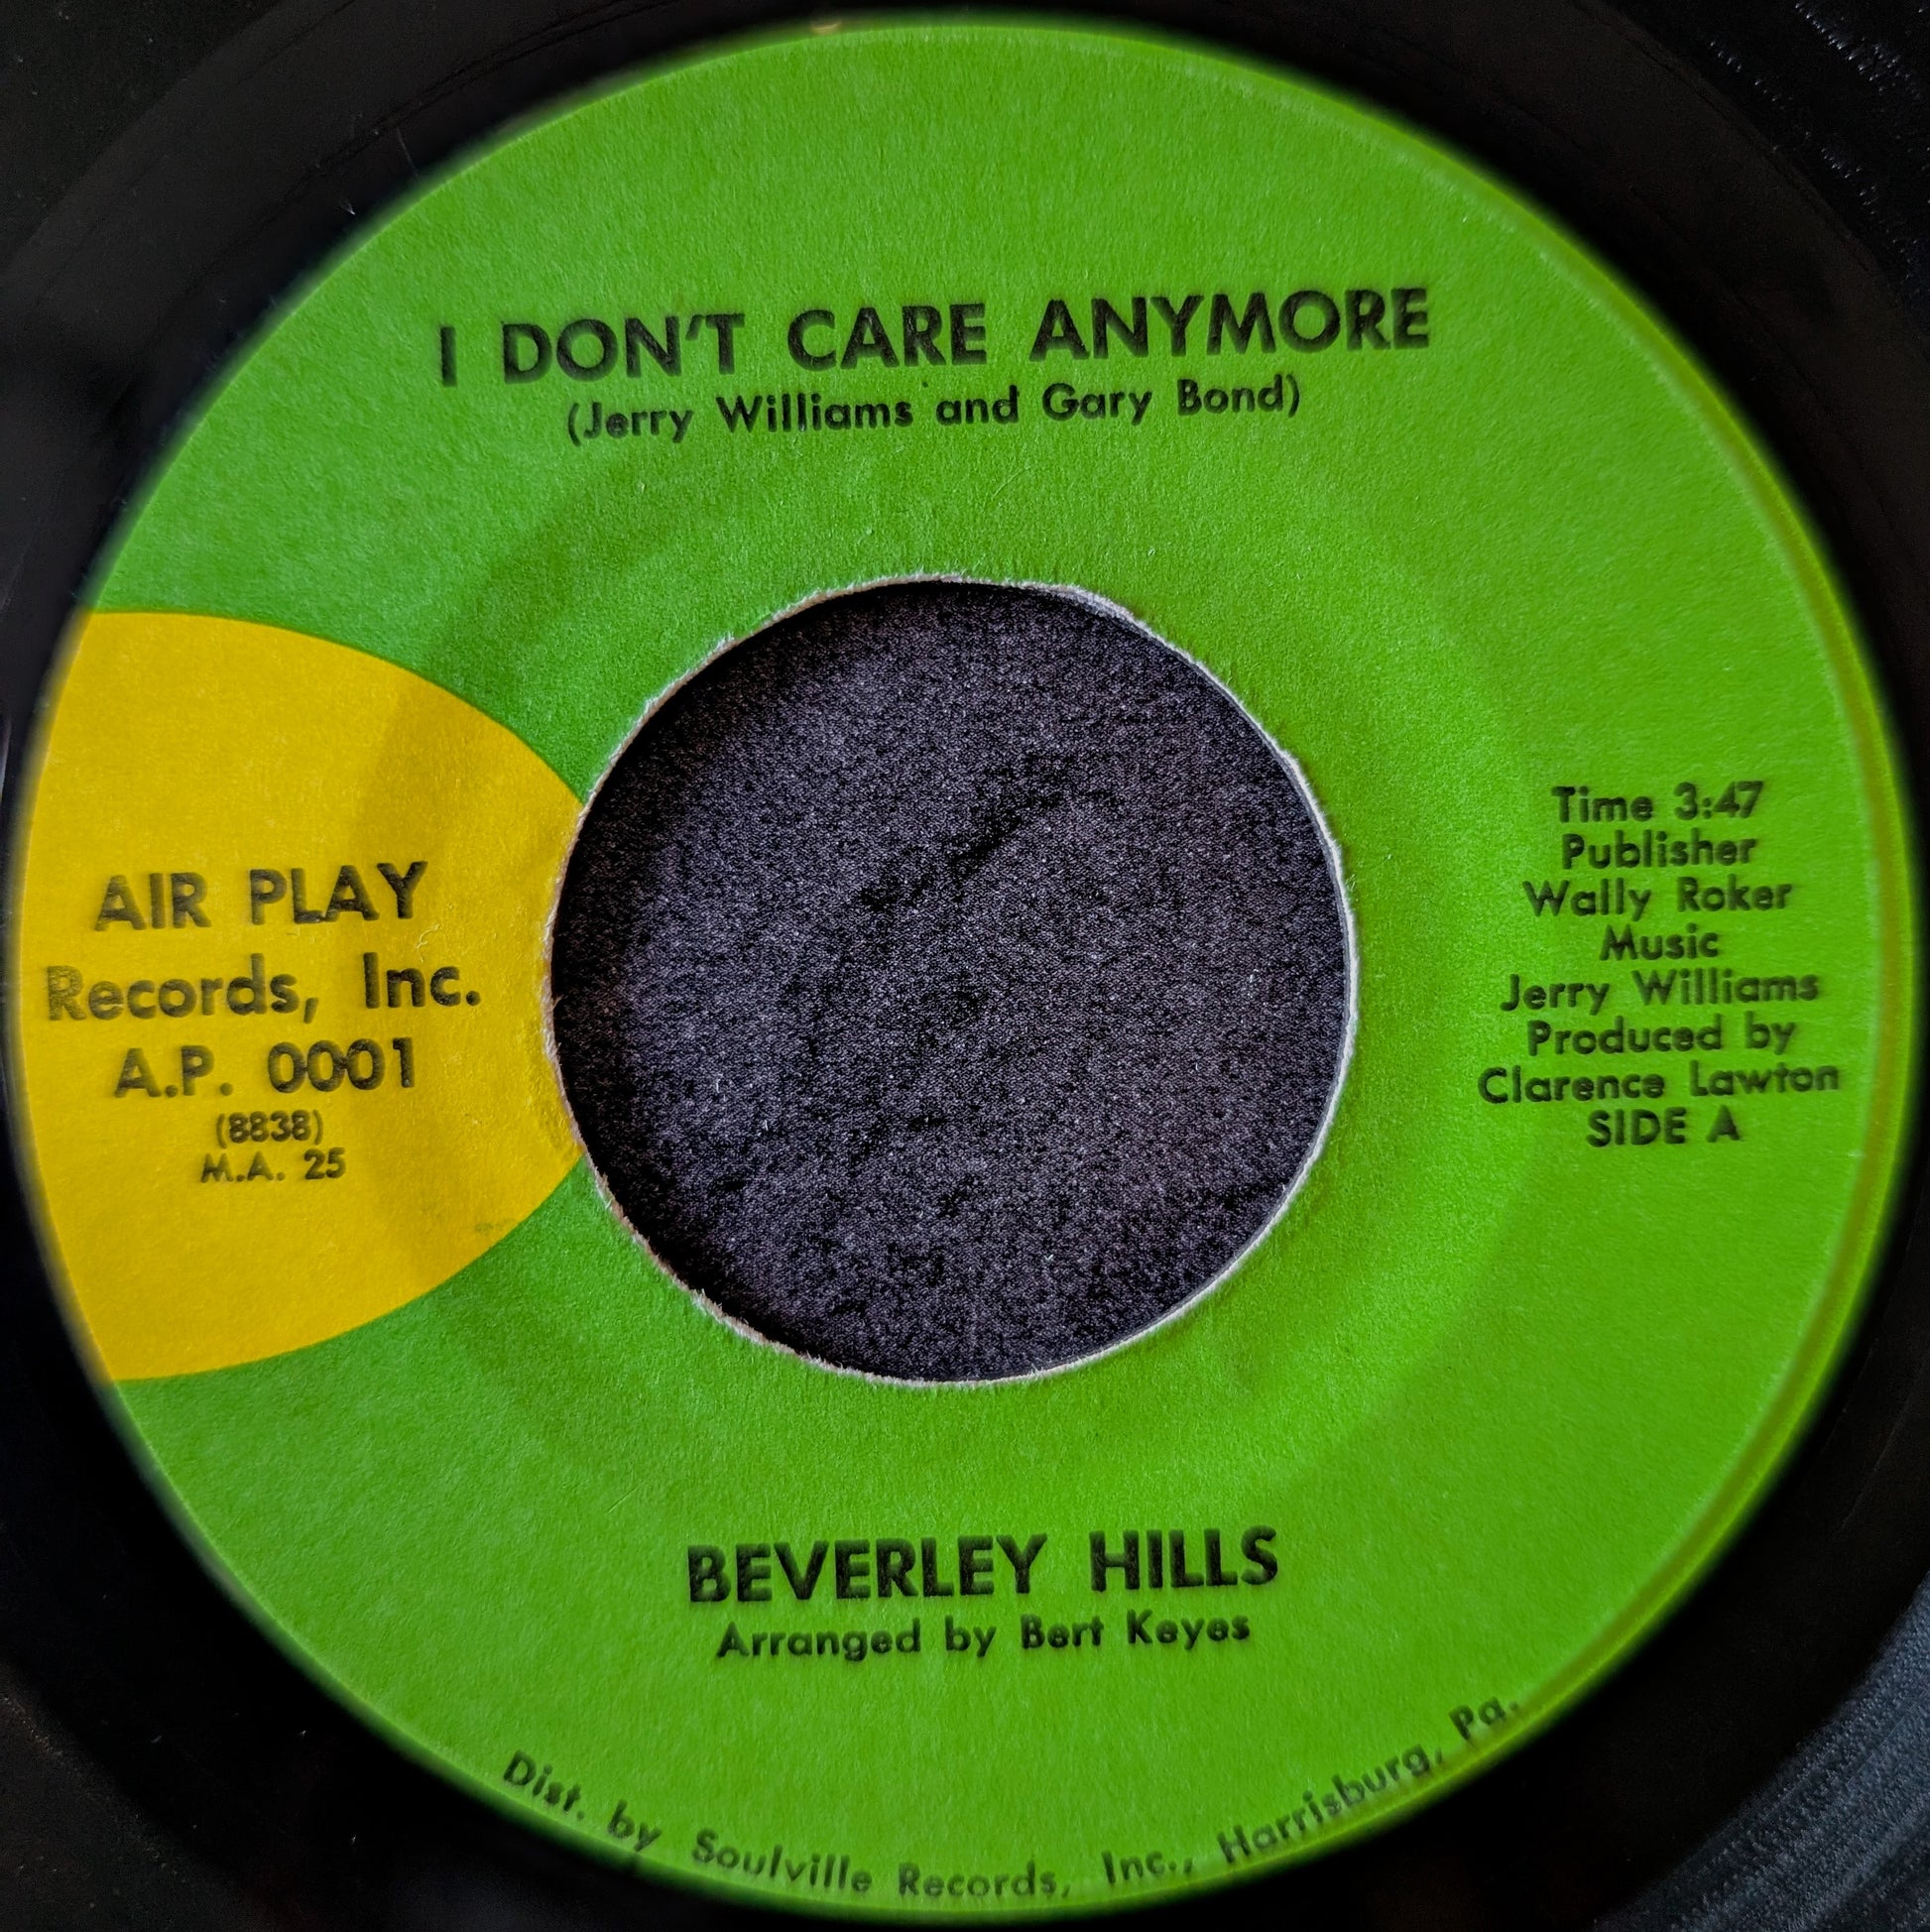 I DON'T CARE ANYMORE
(Jerry Williams and Gary Bond)
AIR PLAY
Records, Inc.
A.P. 0001
(8838)
M.A. 25
Time 3:47
Publisher
Wally Roker
Music
Jerry Williams
Produced by
Clarence Lawton
SIDE A
BEVERLEY HILLS
Arranged by Bert Keyes
Dist. by Soulville Records, Inc., Harrisburg, Pa.